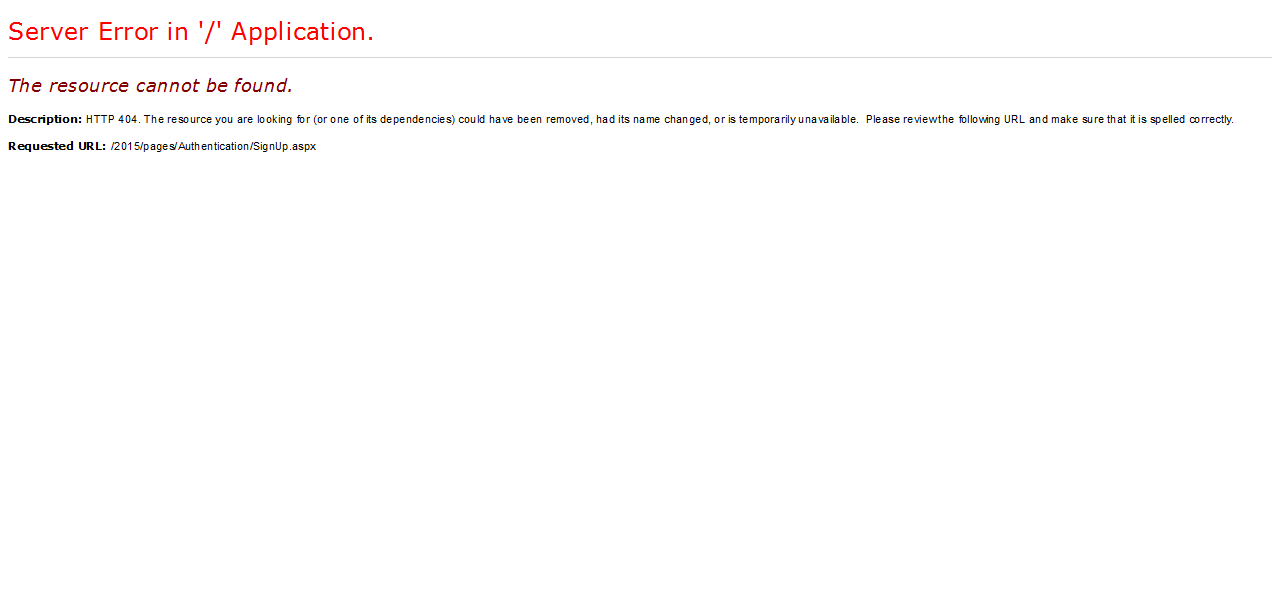 Server Error in '/' Application.
The resource cannot be found.
Description: HTTP 404. The resource you are looking for (or one of its dependencies) could have been removed, had its name changed, or is temporarily unavailable.  Please review the following URL and make sure that it is spelled correctly.
Requested URL: /2015/pages/Authentication/SignUp.aspx